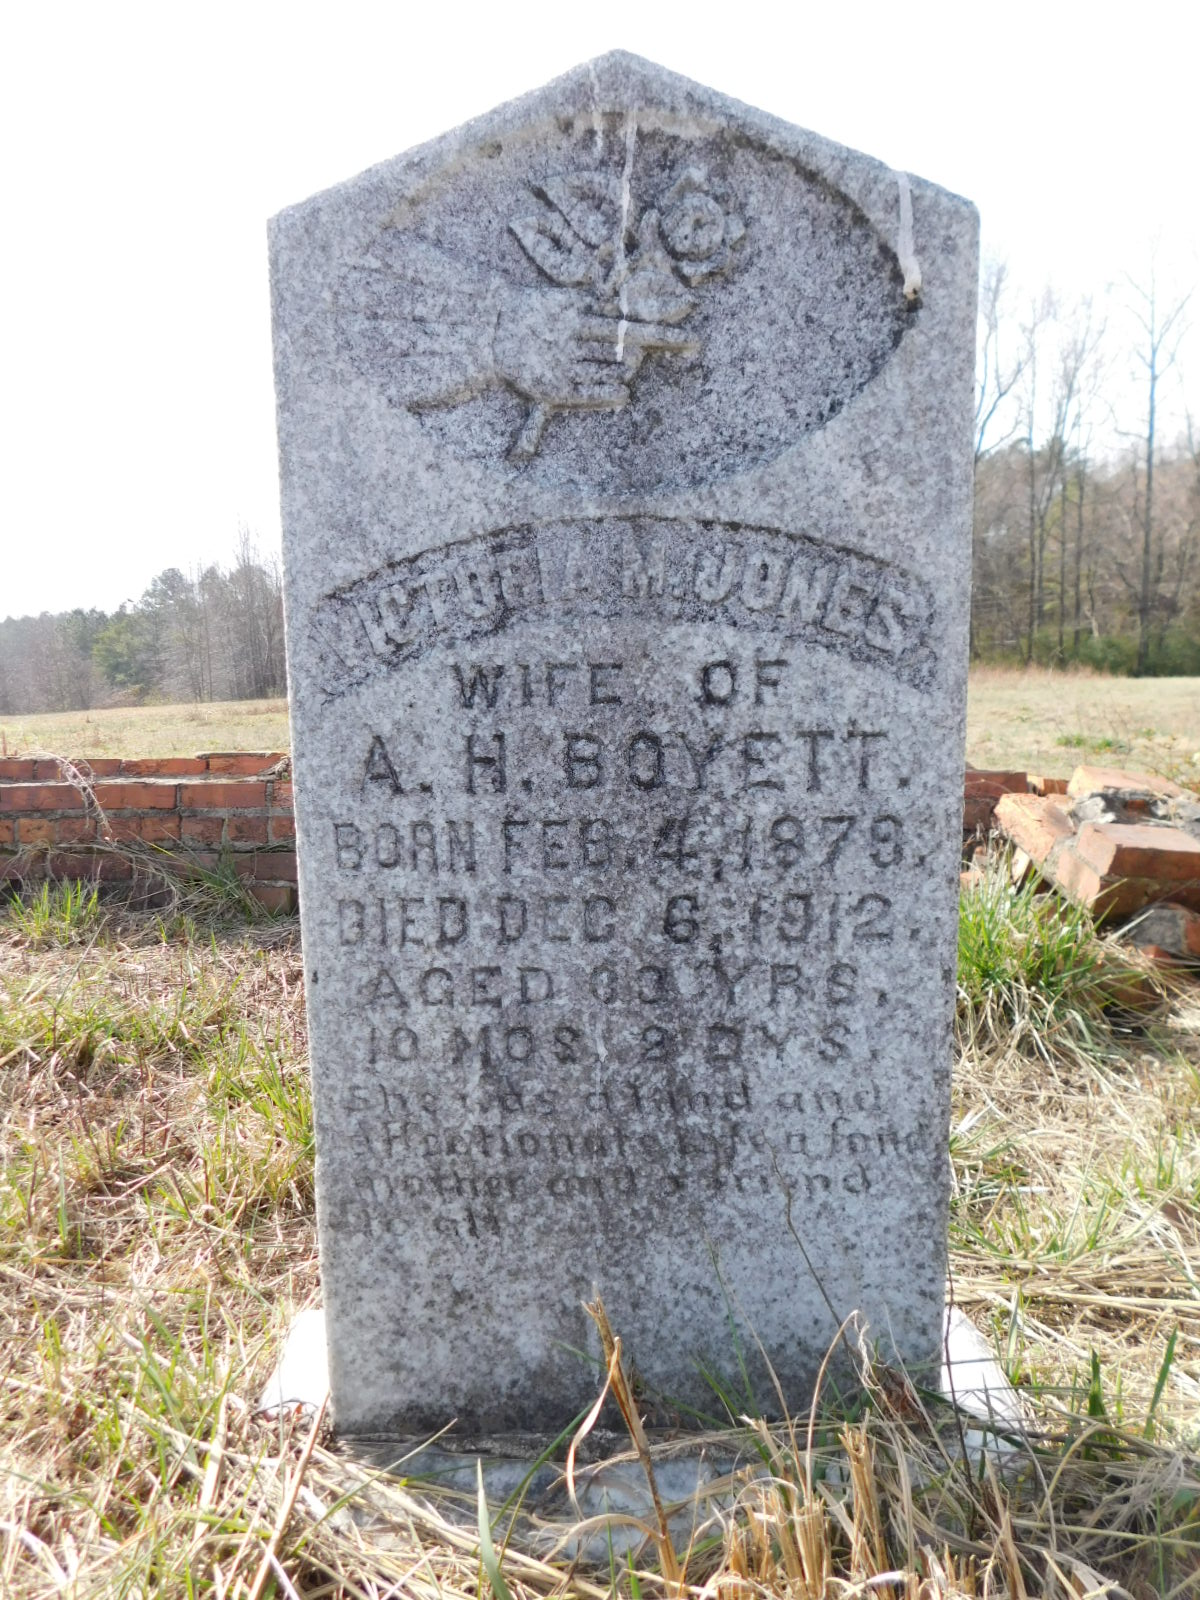 VICTORIA M. JONES
WIFE OF
A. H. BOYETT.
BORN FEB. 4, 1879.
DIED DEC. 6, 1912.
AGED 33 YRS,
10 MOS. 2 DYS.
She was a kind and
affectionate wife a fond
mother and a friend
to all